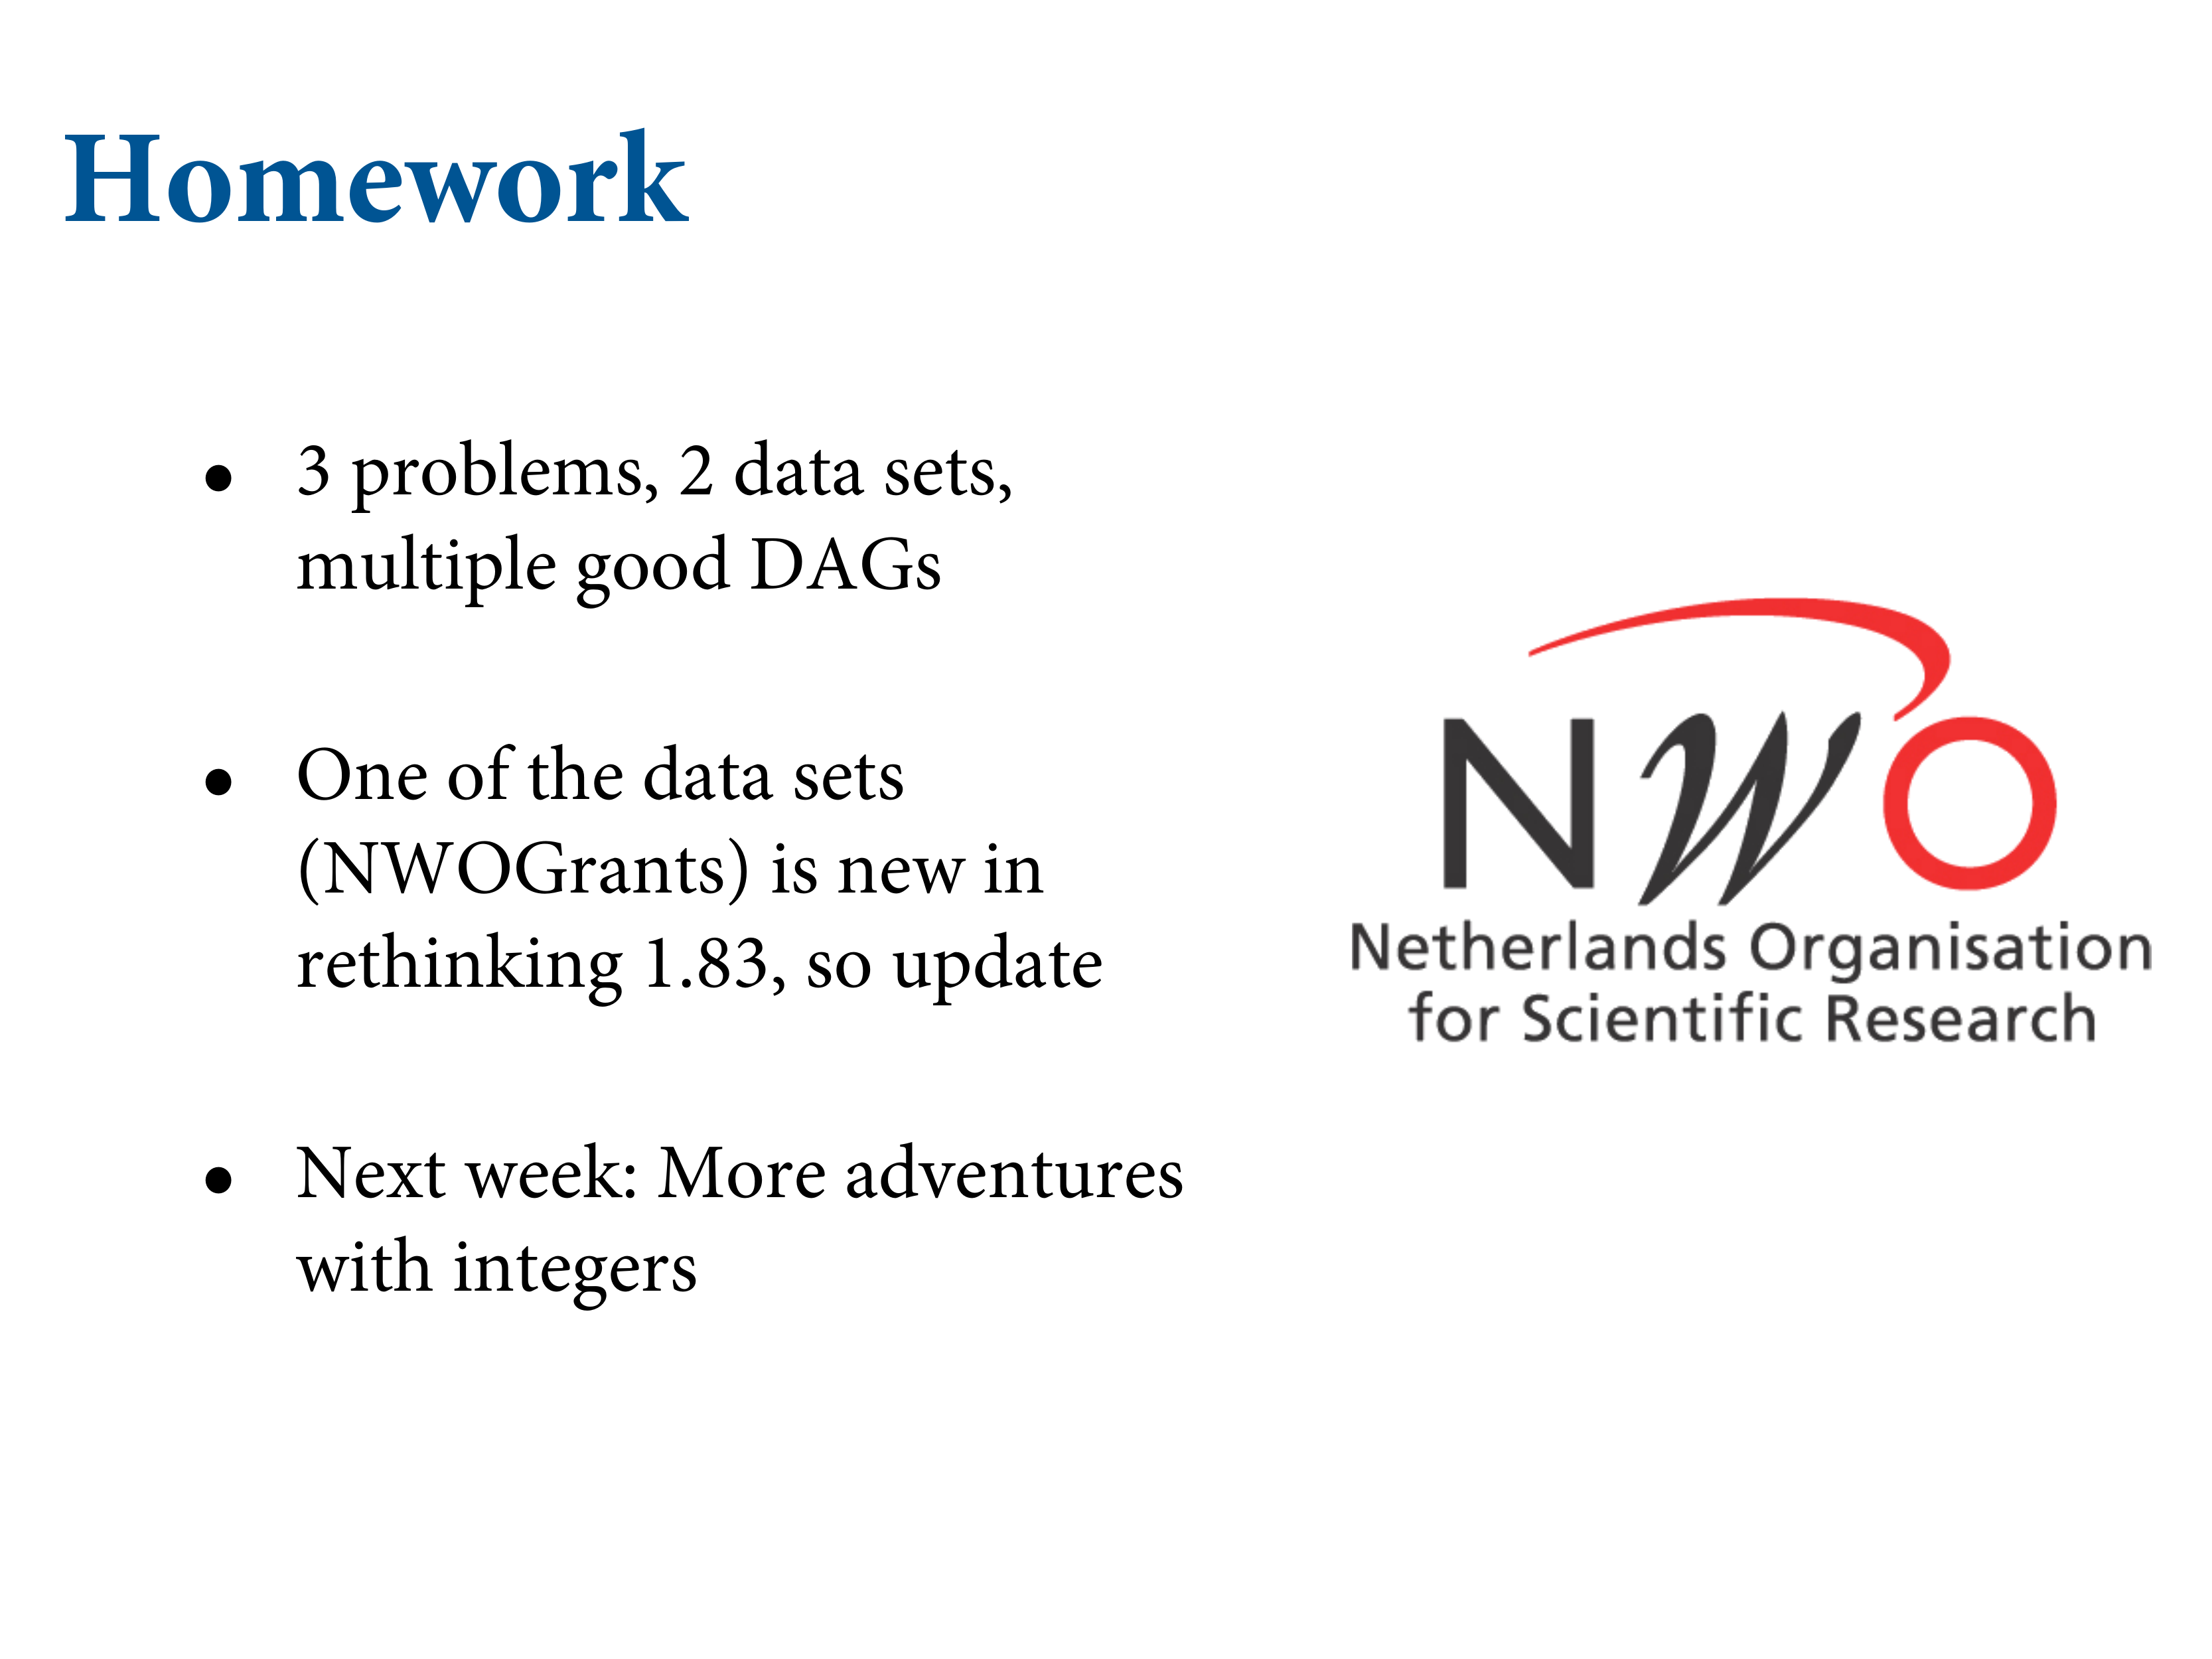 Homework
• 3 problems, 2 data sets,
multiple good DAGs
• One of the data sets
(NWOGrants) is new in
rethinking 1.83, so update
• Next week: More adventures
with integers
NWO
Netherlands Organisation
for Scientific Research